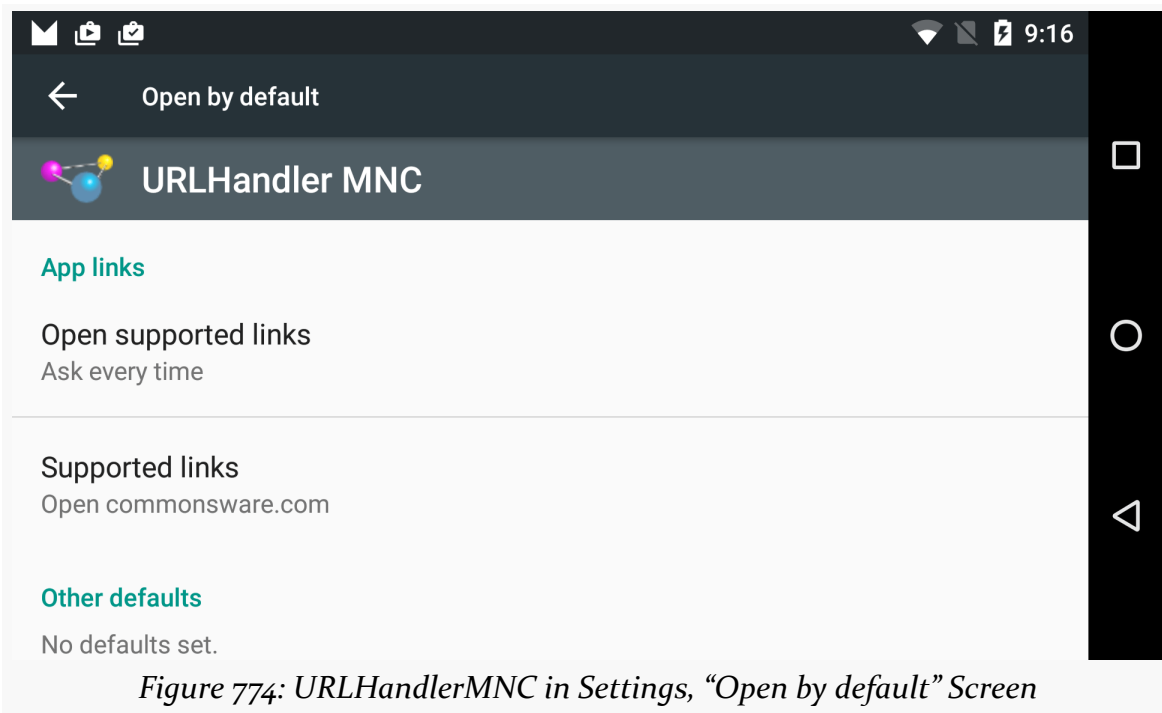 9:16
Open by default
URLHandler MNC
App links
Open supported links
Ask every time
Supported links
Open commonsware.com
Other defaults
No defaults set.
Figure 774: URLHandlerMNC in Settings, “Open by default” Screen